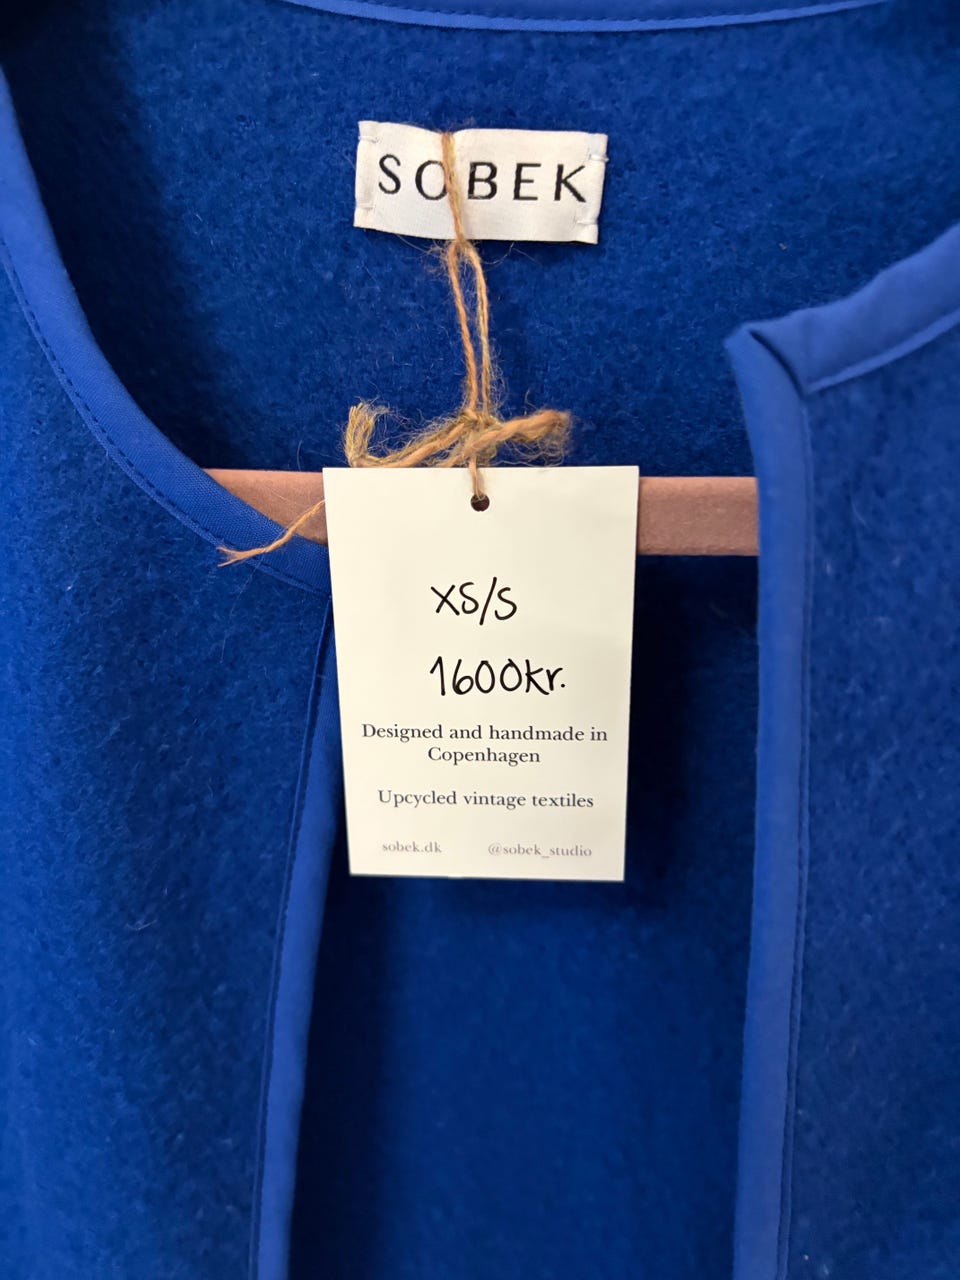 SOBEK
XS/S
1600kr.
Designed and handmade in
Copenhagen
Upcycled vintage textiles
sobek.dk @sobek_studio